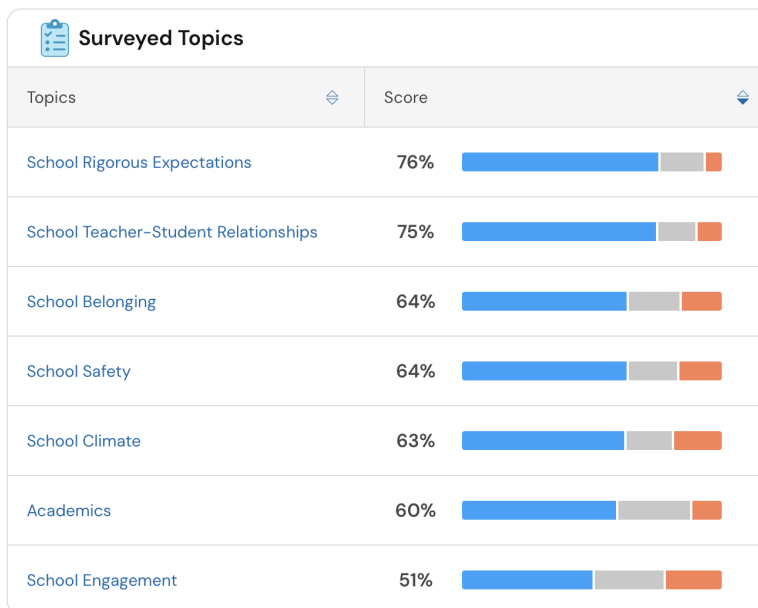 Surveyed Topics
Topics Score
School Rigorous Expectations 76%
School Teacher-Student Relationships 75%
School Belonging 64%
School Safety 64%
School Climate 63%
Academics 60%
School Engagement 51%